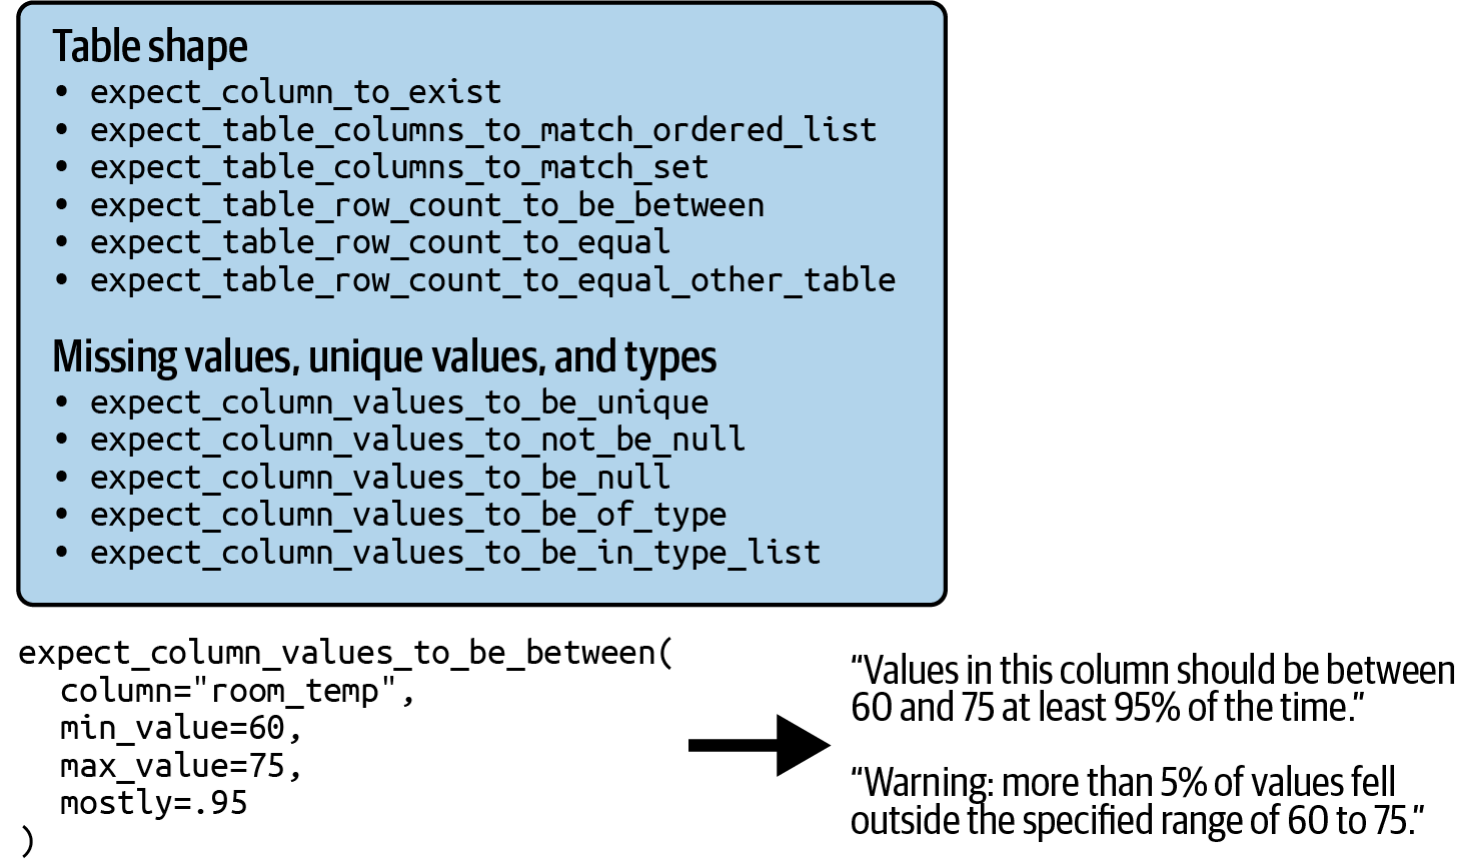 Table shape
• expect_column_to_exist
• expect_table_columns_to_match_ordered_list
• expect_table_columns_to_match_set
• expect_table_row_count_to_be_between
• expect_table_row_count_to_equal
• expect_table_row_count_to_equal_other_table
Missing values, unique values, and types
• expect_column_values_to_be_unique
• expect_column_values_to_not_be_null
• expect_column_values_to_be_null
• expect_column_values_to_be_of_type
• expect_column_values_to_be_in_type_list
expect_column_values_to_be_between(
column="room_temp",
min_value=60,
max_value=75,
mostly=.95
)
“Values in this column should be between
60 and 75 at least 95% of the time.”
“Warning: more than 5% of values fell
outside the specified range of 60 to 75.”